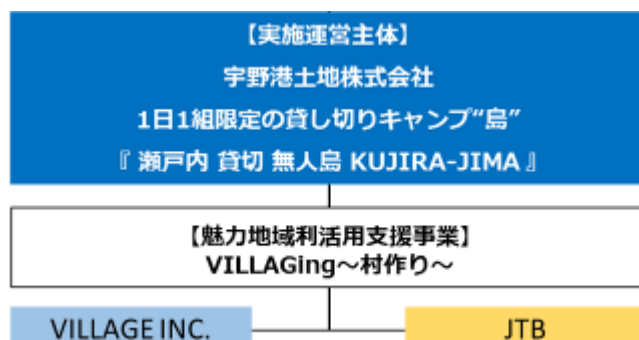 【実施運営主体】
宇野港土地株式会社
1日1組限定の貸し切りキャンプ“島”
『 瀬戸内 貸切 無人島 KUJIRA-JIMA 』
【魅力地域利活用支援事業】
VILLAGing～村作り～
VILLAGE INC.
JTB